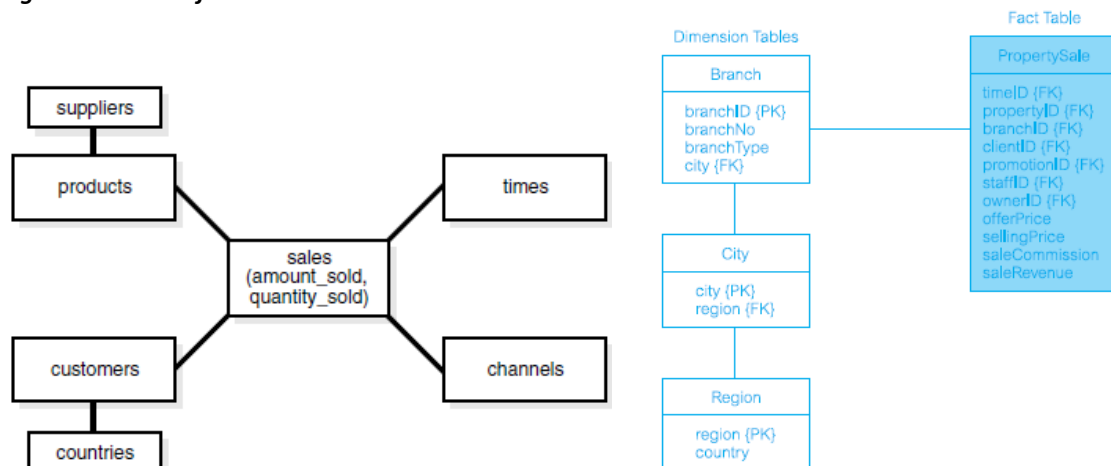 suppliers
products
times
sales
(amount_sold,
quantity_sold)
customers
channels
countries
Dimension Tables
Branch
branchID {PK}
branchNo
branchType
city {FK}
City
city {PK}
region {FK}
Region
region {PK}
country
Fact Table
PropertySale
timeID {FK}
propertyID {FK}
branchID {FK}
clientID {FK}
promotionID {FK}
staffID {FK}
ownerID {FK}
offerPrice
sellingPrice
saleCommission
saleRevenue